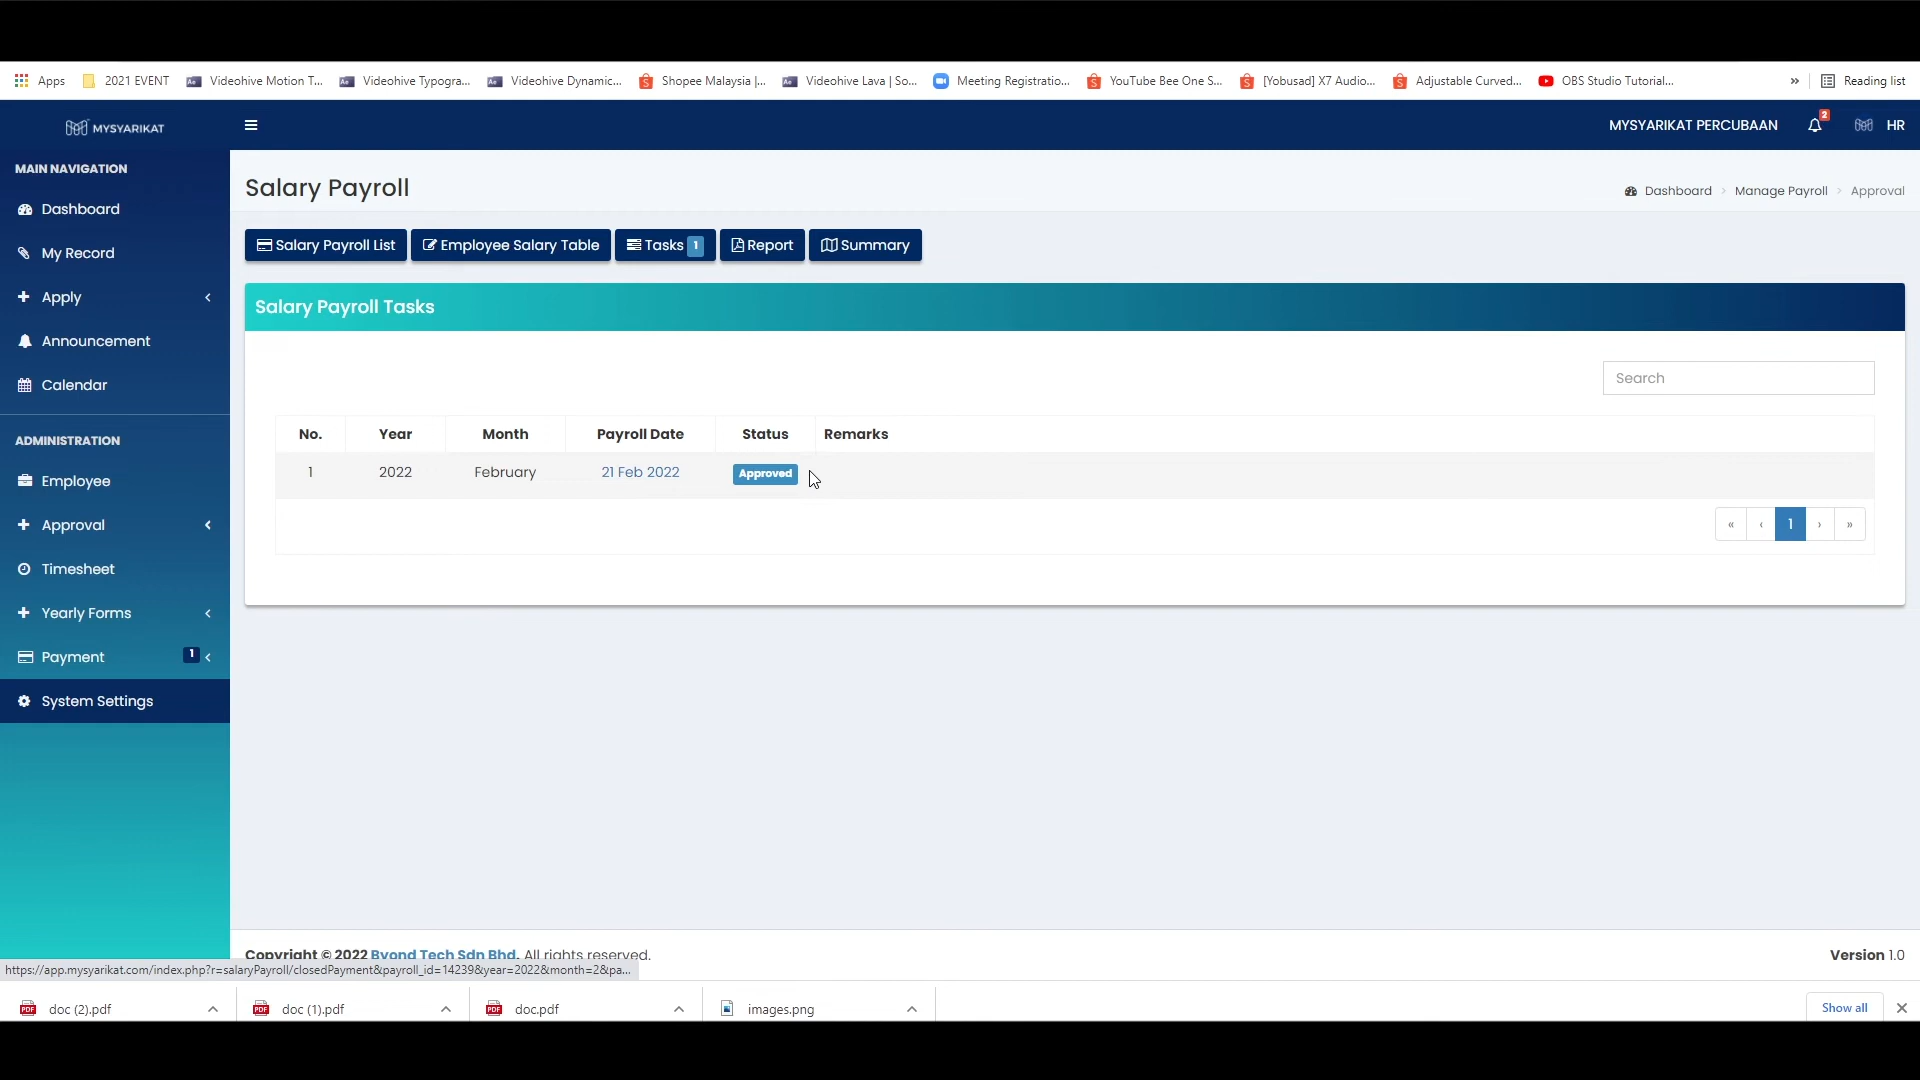 Apps 2021 EVENT Videohive Motion T... Videohive Typogra... Videohive Dynamic... Shopee Malaysia |... Videohive Lava | So... Meeting Registratio... YouTube Bee One S... [Yobusad] X7 Audio... Adjustable Curved... OBS Studio Tutorial... » Reading list
MYSYARIKAT MYSYARIKAT PERCUBAAN 2 HR
MAIN NAVIGATION
Dashboard
My Record
Apply
Announcement
Calendar
ADMINISTRATION
Employee
Approval
Timesheet
Yearly Forms
Payment 1
System Settings
Salary Payroll
Dashboard > Manage Payroll > Approval
Salary Payroll List Employee Salary Table Tasks 1 Report Summary
Salary Payroll Tasks
Search
No. Year Month Payroll Date Status Remarks
1 2022 February 21 Feb 2022 Approved
« ‹ 1 › »
Copyright © 2022 Byond Tech Sdn Bhd. All rights reserved.
Version 1.0
https://app.mysyarikat.com/index.php?r=salaryPayroll/closedPayment&payroll_id=14239&year=2022&month=2&pa...
doc (2).pdf doc (1).pdf doc.pdf images.png Show all